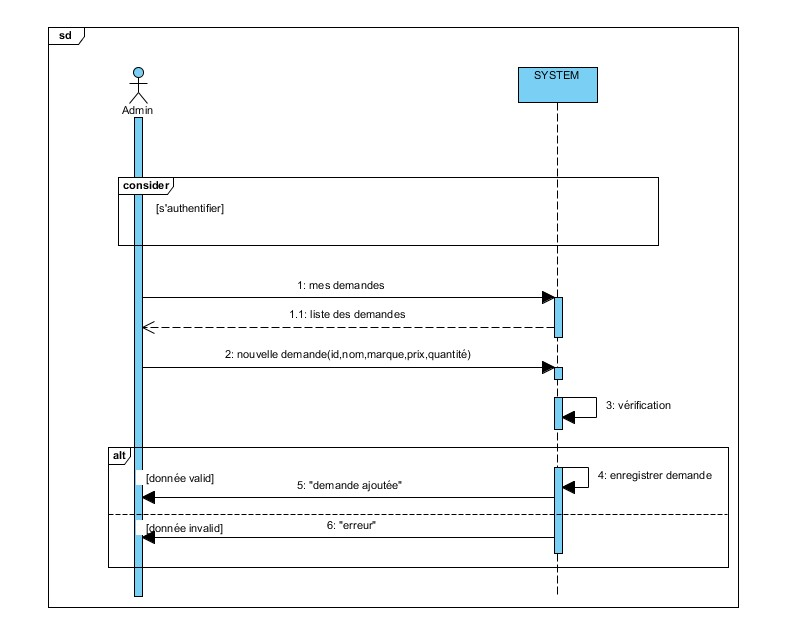 sd
SYSTEM
Admin
consider
[s'authentifier]
1: mes demandes
1.1: liste des demandes
2: nouvelle demande(id,nom,marque,prix,quantité)
3: vérification
alt
[donnée valid]
4: enregistrer demande
5: "demande ajoutée"
[donnée invalid]
6: "erreur"